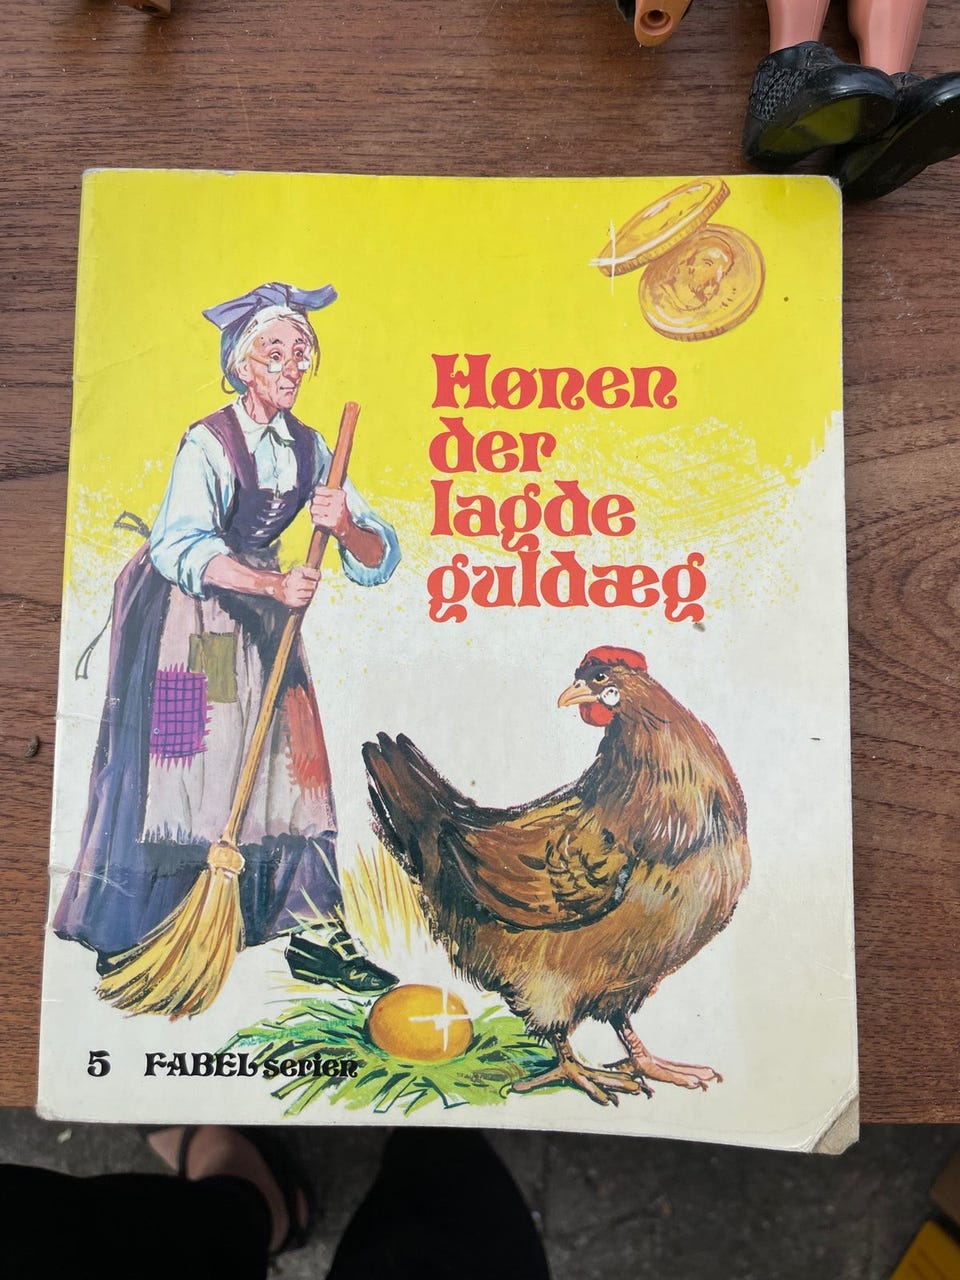 Hønen
der
lagde
guldæg
5 FABEL serien